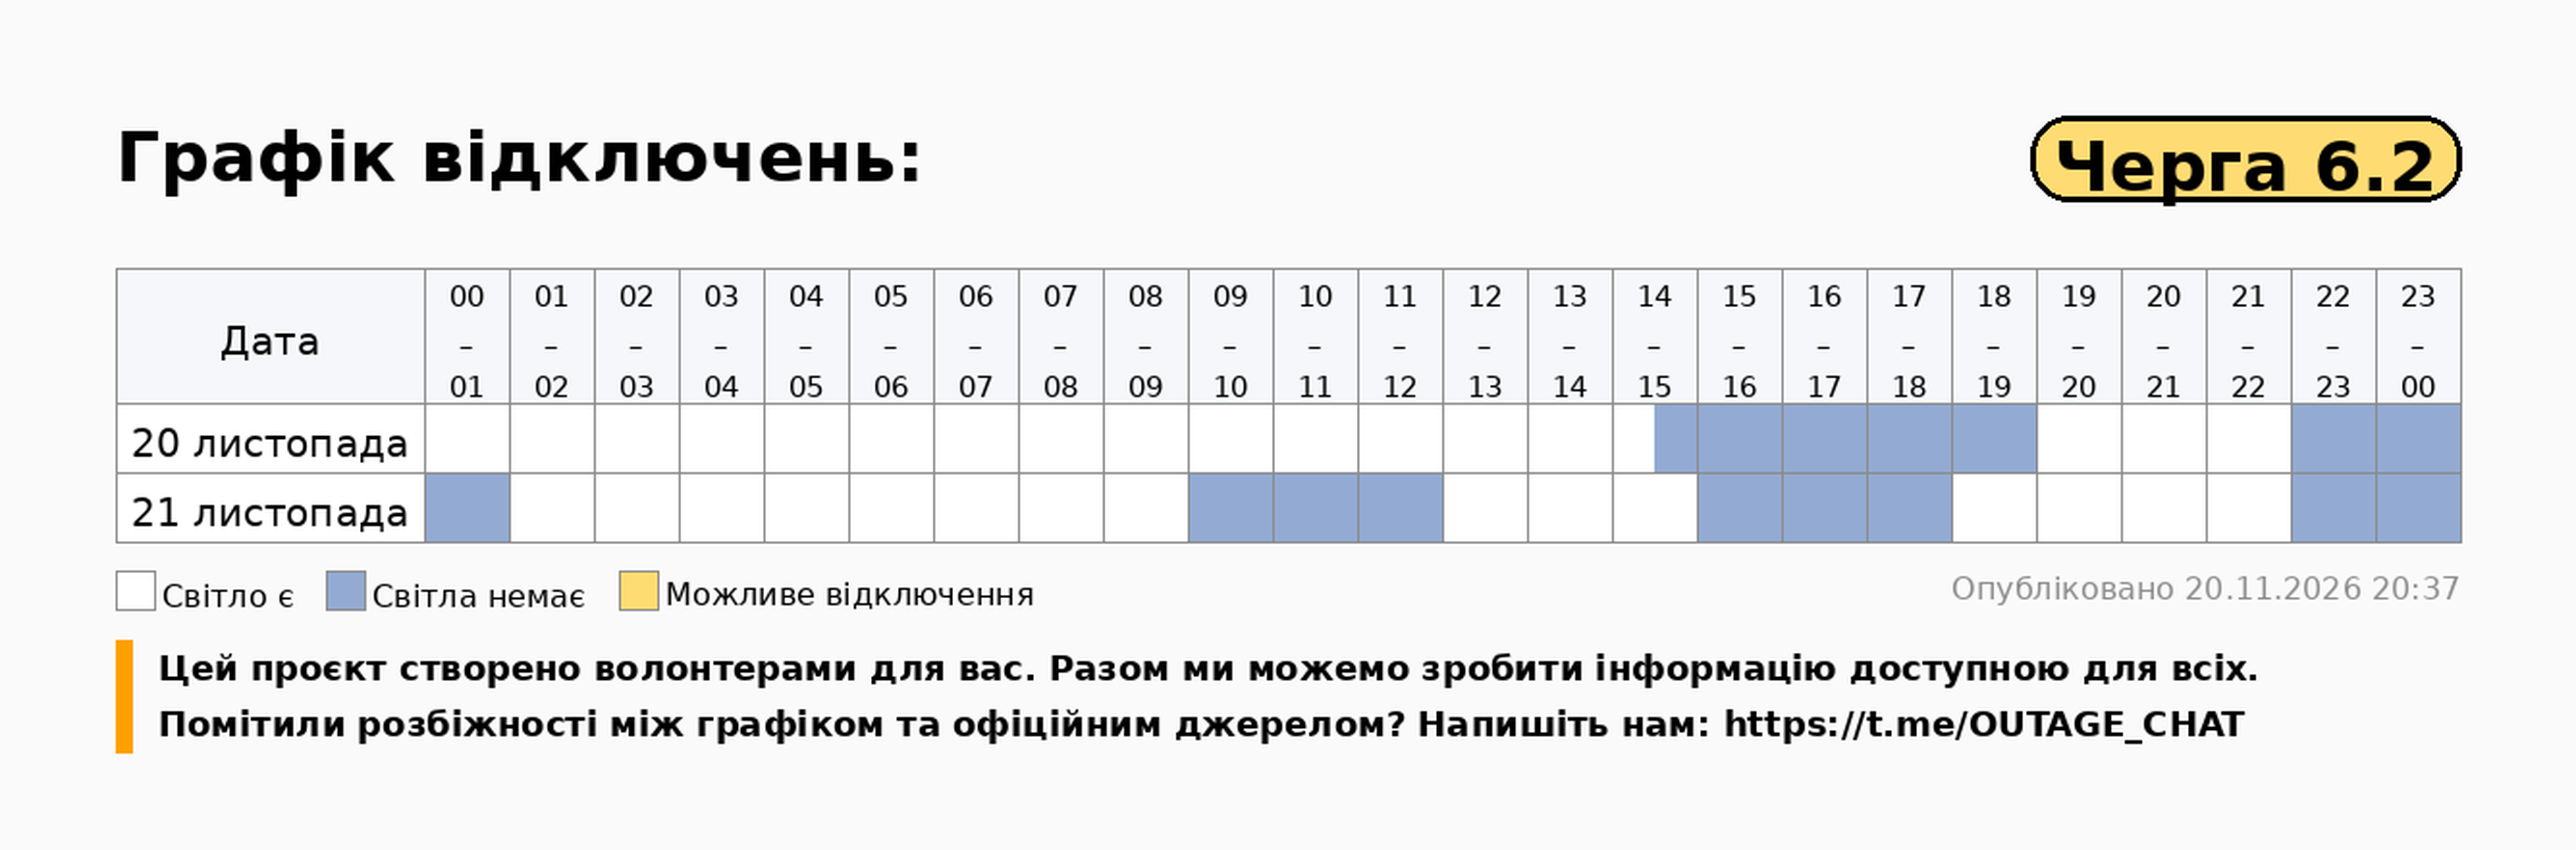 Графік відключень:
Черга 6.2
Дата
00 – 01
01 – 02
02 – 03
03 – 04
04 – 05
05 – 06
06 – 07
07 – 08
08 – 09
09 – 10
10 – 11
11 – 12
12 – 13
13 – 14
14 – 15
15 – 16
16 – 17
17 – 18
18 – 19
19 – 20
20 – 21
21 – 22
22 – 23
23 – 00
20 листопада
21 листопада
Світло є
Світла немає
Можливе відключення
Опубліковано 20.11.2026 20:37
Цей проєкт створено волонтерами для вас. Разом ми можемо зробити інформацію доступною для всіх.
Помітили розбіжності між графіком та офіційним джерелом? Напишіть нам: https://t.me/OUTAGE_CHAT